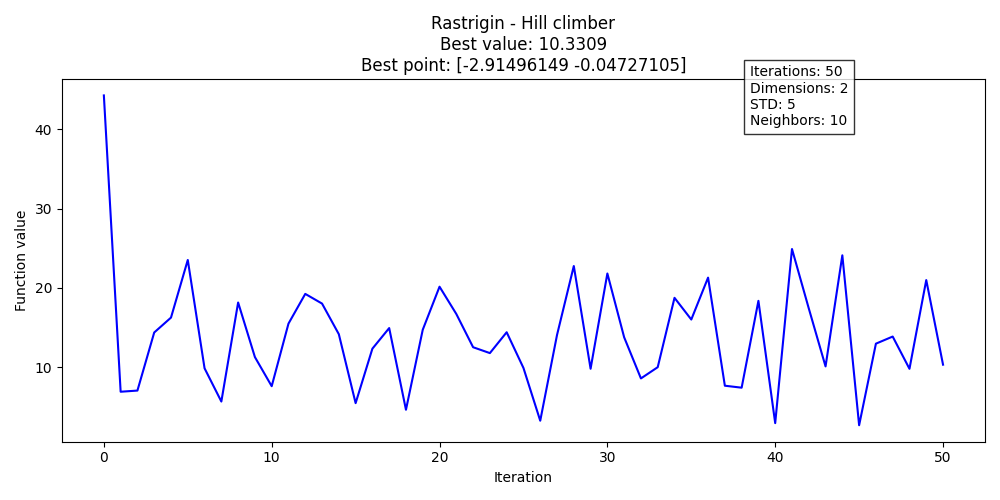 Rastrigin - Hill climber
Best value: 10.3309
Best point: [-2.91496149 -0.04727105]
Iterations: 50
Dimensions: 2
STD: 5
Neighbors: 10
Function value
40
30
20
10
0 10 20 30 40 50
Iteration